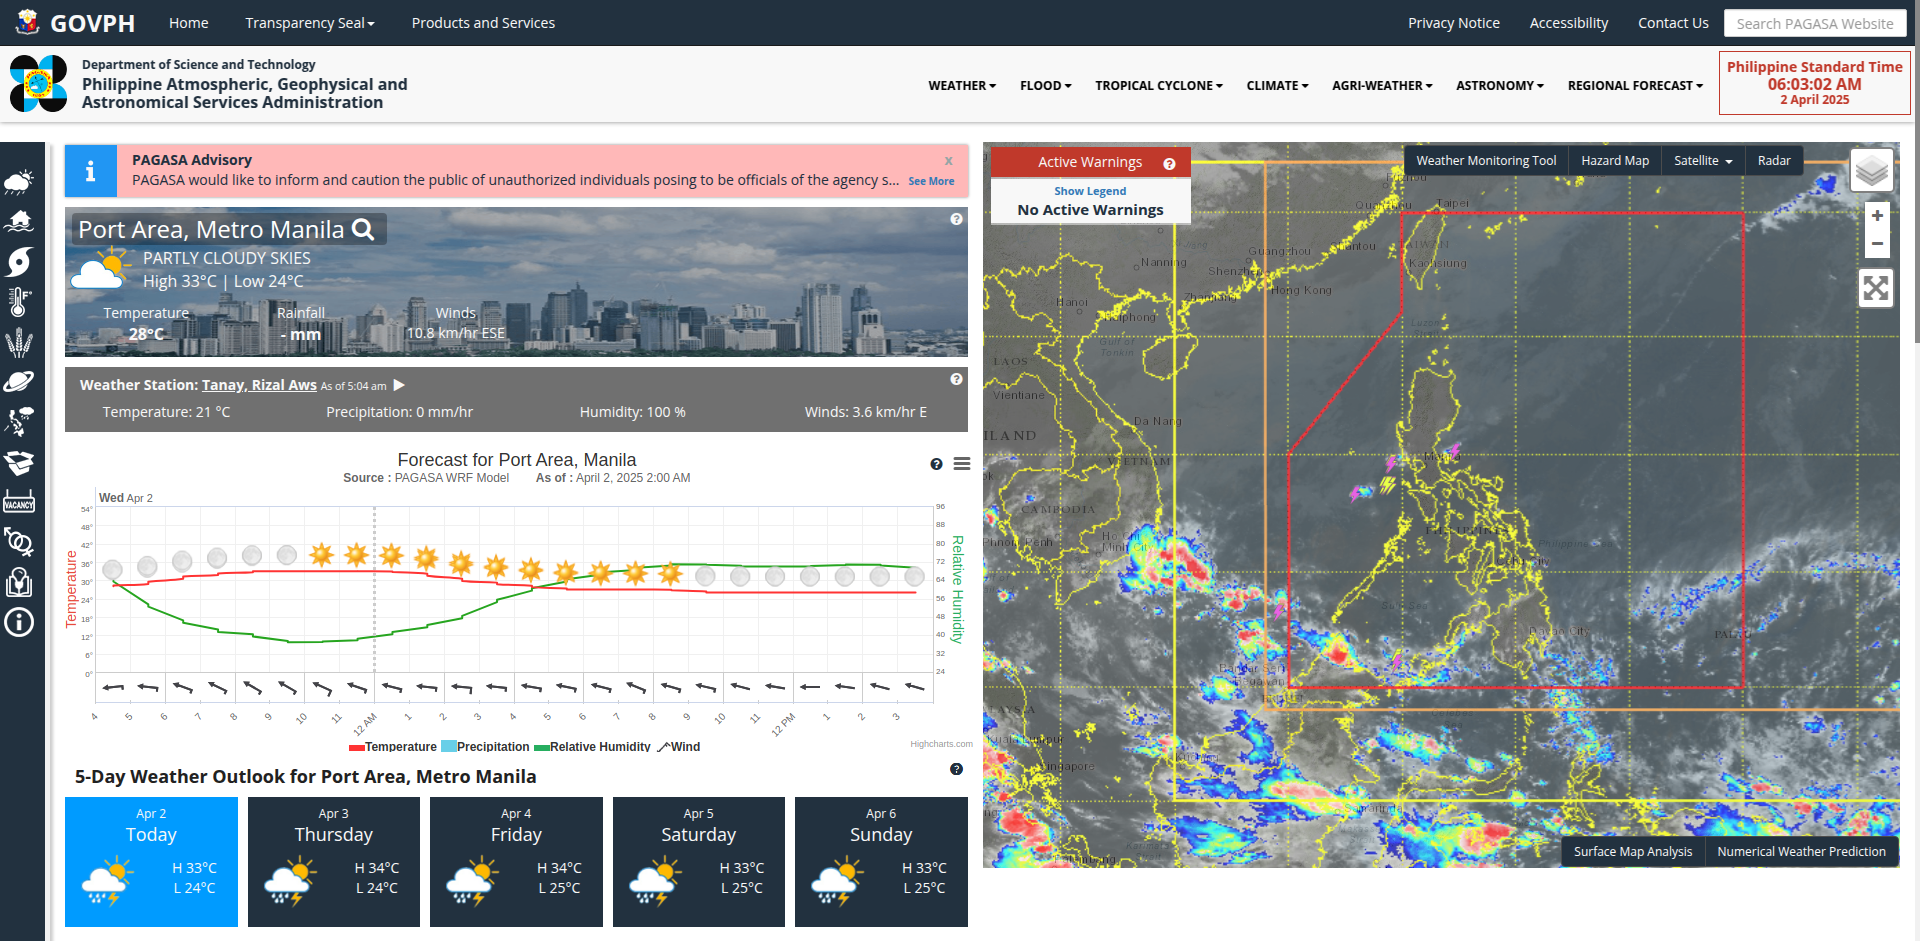 GOVPH
Home
Transparency Seal
Products and Services
Privacy Notice
Accessibility
Contact Us
Search PAGASA Website
Department of Science and Technology
Philippine Atmospheric, Geophysical and
Astronomical Services Administration
WEATHER
FLOOD
TROPICAL CYCLONE
CLIMATE
AGRI-WEATHER
ASTRONOMY
REGIONAL FORECAST
Philippine Standard Time
06:03:02 AM
2 April 2025
PAGASA Advisory
x
PAGASA would like to inform and caution the public of unauthorized individuals posing to be officials of the agency s... See More
Port Area, Metro Manila
PARTLY CLOUDY SKIES
High 33°C | Low 24°C
Temperature Rainfall Winds
28°C - mm 10.8 km/hr ESE
Weather Station: Tanay, Rizal Aws As of 5:04 am
Temperature: 21 °C Precipitation: 0 mm/hr Humidity: 100 % Winds: 3.6 km/hr E
Forecast for Port Area, Manila
Source : PAGASA WRF Model As of : April 2, 2025 2:00 AM
Wed Apr 2
Temperature
54°
48°
42°
36°
30°
24°
18°
12°
6°
0°
96
88
80
72
64
56
48
40
32
24
Relative Humidity
4 5 6 7 8 9 10 11 12 AM 1 2 3 4 5 6 7 8 9 10 11 12 PM 1 2 3
Temperature Precipitation Relative Humidity Wind
Highcharts.com
5-Day Weather Outlook for Port Area, Metro Manila
Apr 2
Today
H 33°C
L 24°C
Apr 3
Thursday
H 34°C
L 24°C
Apr 4
Friday
H 34°C
L 25°C
Apr 5
Saturday
H 33°C
L 25°C
Apr 6
Sunday
H 33°C
L 25°C
VACANCY
Active Warnings
Show Legend
No Active Warnings
Weather Monitoring Tool
Hazard Map
Satellite
Radar
+
−
Taipei
Guangzhou
Nanning
Shenzhen
Kaohsiung
Hong Kong
Hanoi
Haiphong
Gulf of
Tonkin
LAOS
Vientiane
Da Nang
VIETNAM
CAMBODIA
Phnom Penh
Ho Chi
Minh City
Davao City
Bandar Seri
Begawan
Singapore
Samarinda
Surface Map Analysis
Numerical Weather Prediction